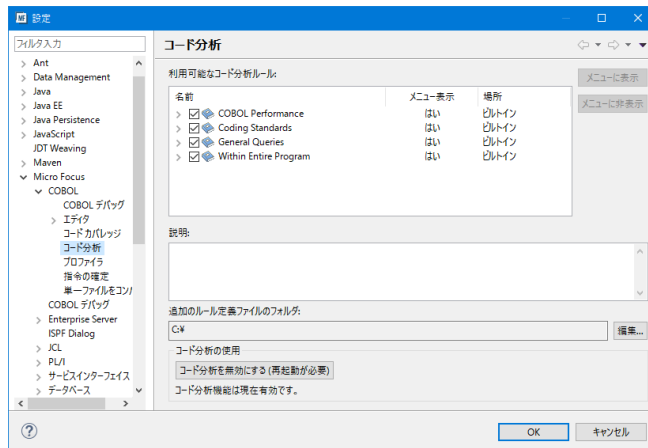 設定
フィルタ入力
コード分析
Ant
Data Management
Java
Java EE
Java Persistence
JavaScript
JDT Weaving
Maven
Micro Focus
COBOL
COBOL デバッグ
エディタ
コード カバレッジ
コード分析
プロファイラ
指令の確定
単一ファイルをコンパ
COBOL デバッグ
Enterprise Server
ISPF Dialog
JCL
PL/I
サービスインターフェイス
データベース
利用可能なコード分析ルール:
メニューに表示
メニューに非表示
名前 メニュー表示 場所
COBOL Performance はい ビルトイン
Coding Standards はい ビルトイン
General Queries はい ビルトイン
Within Entire Program はい ビルトイン
説明:
追加のルール定義ファイルのフォルダ:
C:¥ 編集...
コード分析の使用
コード分析を無効にする (再起動が必要)
コード分析機能は現在有効です。
OK キャンセル